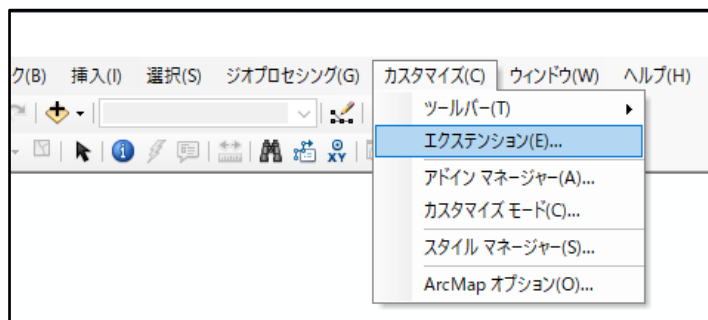 ク(B) 挿入(I) 選択(S) ジオプロセシング(G) カスタマイズ(C) ウィンドウ(W) ヘルプ(H)
ツールバー(T)
エクステンション(E)...
XY
アドイン マネージャー(A)...
カスタマイズ モード(C)...
スタイル マネージャー(S)...
ArcMap オプション(O)...